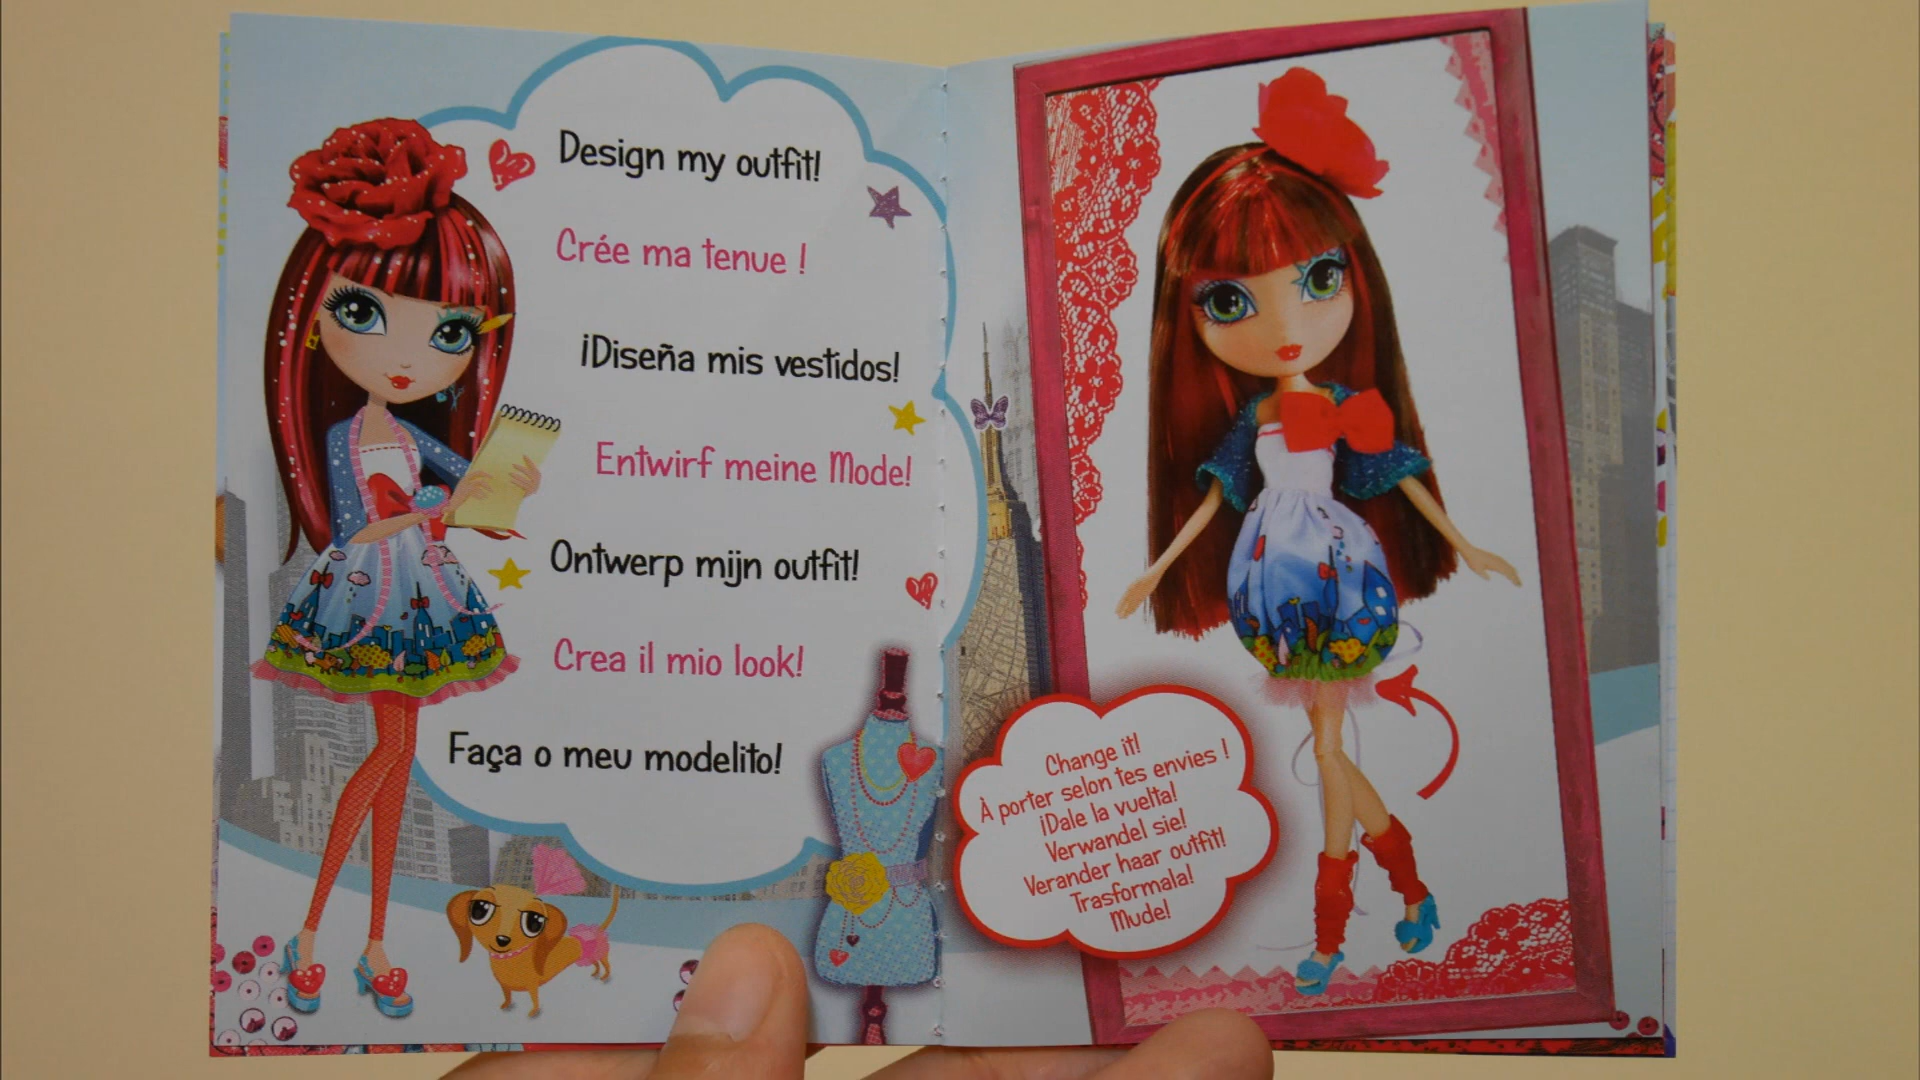 Design my outfit!
Crée ma tenue !
¡Diseña mis vestidos!
Entwirf meine Mode!
Ontwerp mijn outfit!
Crea il mio look!
Faça o meu modelito!
Change it!
À porter selon tes envies !
¡Dale la vuelta!
Verwandel sie!
Verander haar outfit!
Trasformala!
Mude!